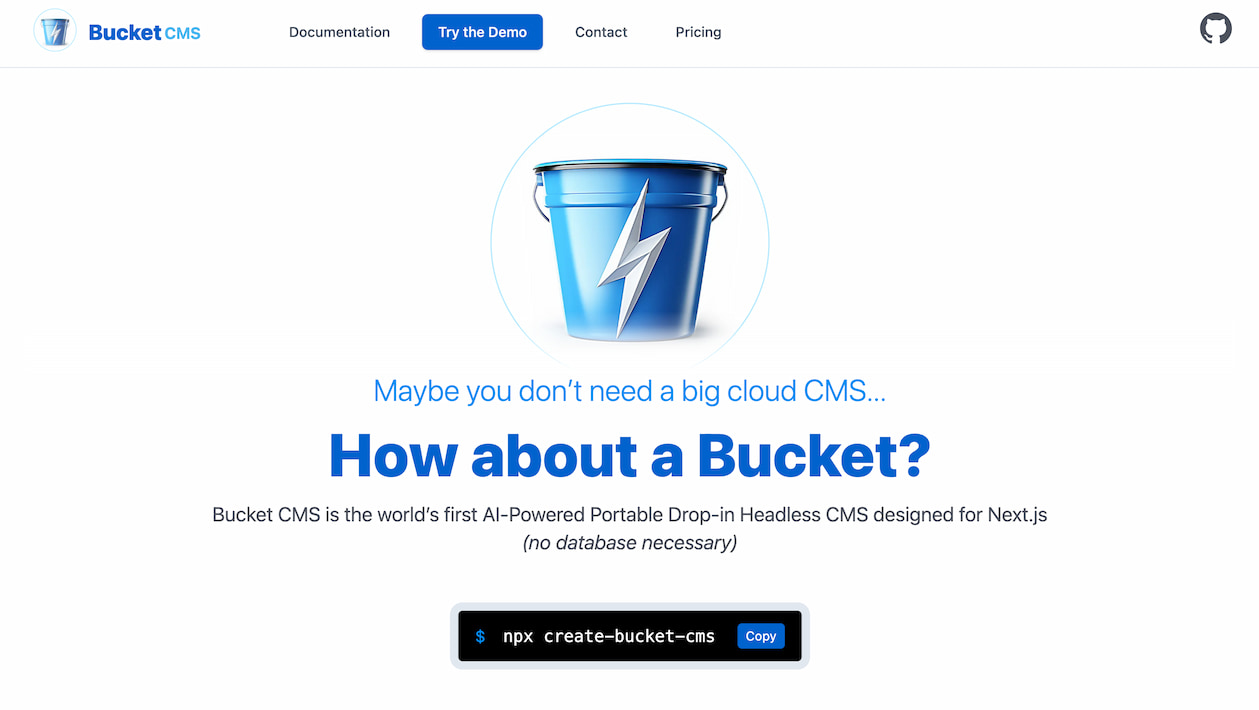 Bucket CMS
Documentation
Try the Demo
Contact
Pricing
Maybe you don’t need a big cloud CMS...
How about a Bucket?
Bucket CMS is the world’s first AI-Powered Portable Drop-in Headless CMS designed for Next.js
(no database necessary)
$ npx create-bucket-cms
Copy